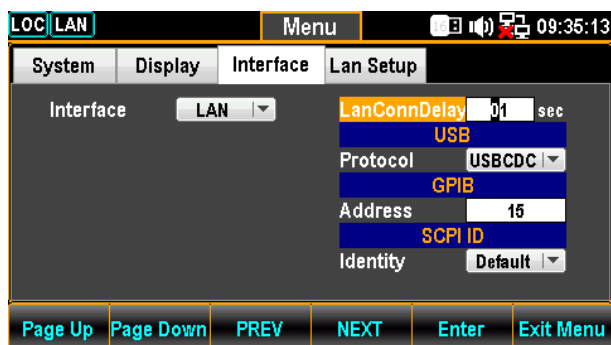 LOC LAN Menu 16 09:35:13
System Display Interface Lan Setup
Interface LAN LanConnDelay 01 sec
USB
Protocol USBCDC
GPIB
Address 15
SCPI ID
Identity Default
Page Up Page Down PREV NEXT Enter Exit Menu